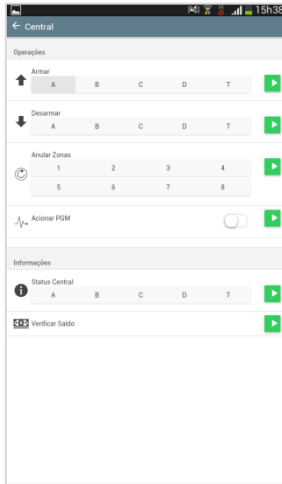 15h38
Central
Operações
Armar
A B C D T
Desarmar
A B C D T
Anular Zonas
1 2 3 4
5 6 7 8
Acionar PGM
Informações
Status Central
A B C D T
Verificar Saldo